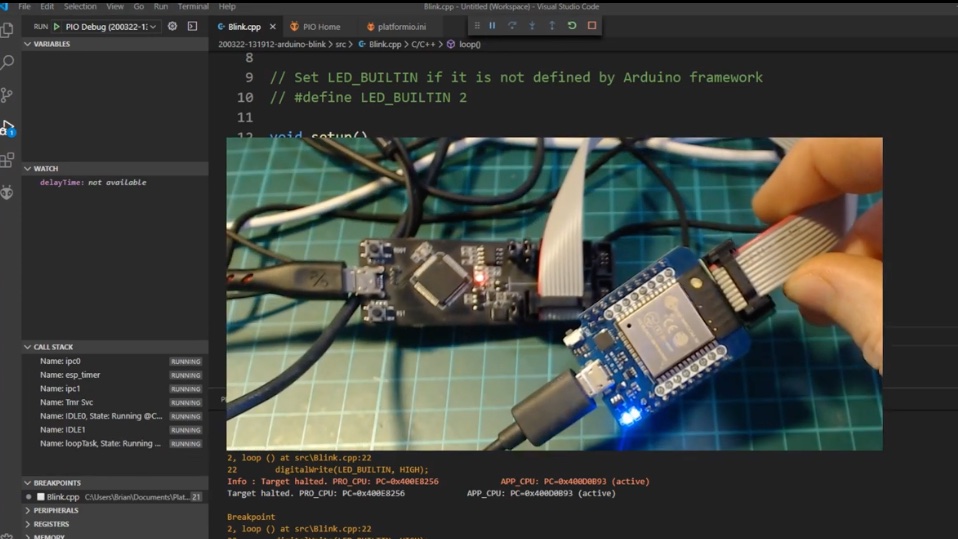 File Edit Selection View Go Run Terminal Help
Blink.cpp - Untitled (Workspace) - Visual Studio Code
RUN PIO Debug (200322-1:
Blink.cpp PIO Home platformio.ini
200322-131912-arduino-blink > src > Blink.cpp > C/C++ > loop()
VARIABLES
8
9 // Set LED_BUILTIN if it is not defined by Arduino framework
10 // #define LED_BUILTIN 2
11
12 void setup()
WATCH
delayTime: not available
CALL STACK
Name: ipc0 RUNNING
Name: esp_timer RUNNING
Name: ipc1 RUNNING
Name: Tmr Svc RUNNING
Name: IDLE0, State: Running @C... RUNNING
Name: IDLE1 RUNNING
Name: loopTask, State: Running ... RUNNING
BREAKPOINTS
Blink.cpp C:\Users\Brian\Documents\Plat... 21
PERIPHERALS
REGISTERS
MEMORY
2, loop () at src\Blink.cpp:22
22 digitalWrite(LED_BUILTIN, HIGH);
Info : Target halted. PRO_CPU: PC=0x400E8256 APP_CPU: PC=0x400D0B93 (active)
Target halted. PRO_CPU: PC=0x400E8256 APP_CPU: PC=0x400D0B93 (active)
Breakpoint
2, loop () at src\Blink.cpp:22